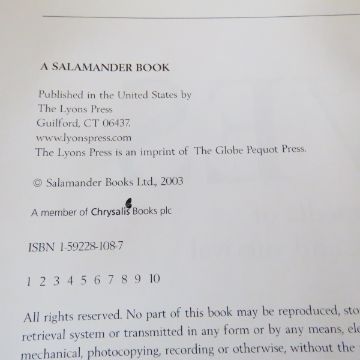 A SALAMANDER BOOK
Published in the United States by
The Lyons Press
Guilford, CT 06437.
www.lyonspress.com
The Lyons Press is an imprint of The Globe Pequot Press.
© Salamander Books Ltd., 2003
A member of Chrysalis Books plc
ISBN 1-59228-108-7
1 2 3 4 5 6 7 8 9 10
All rights reserved. No part of this book may be reproduced, sto
retrieval system or transmitted in any form or by any means, ele
mechanical, photocopying, recording or otherwise, without the